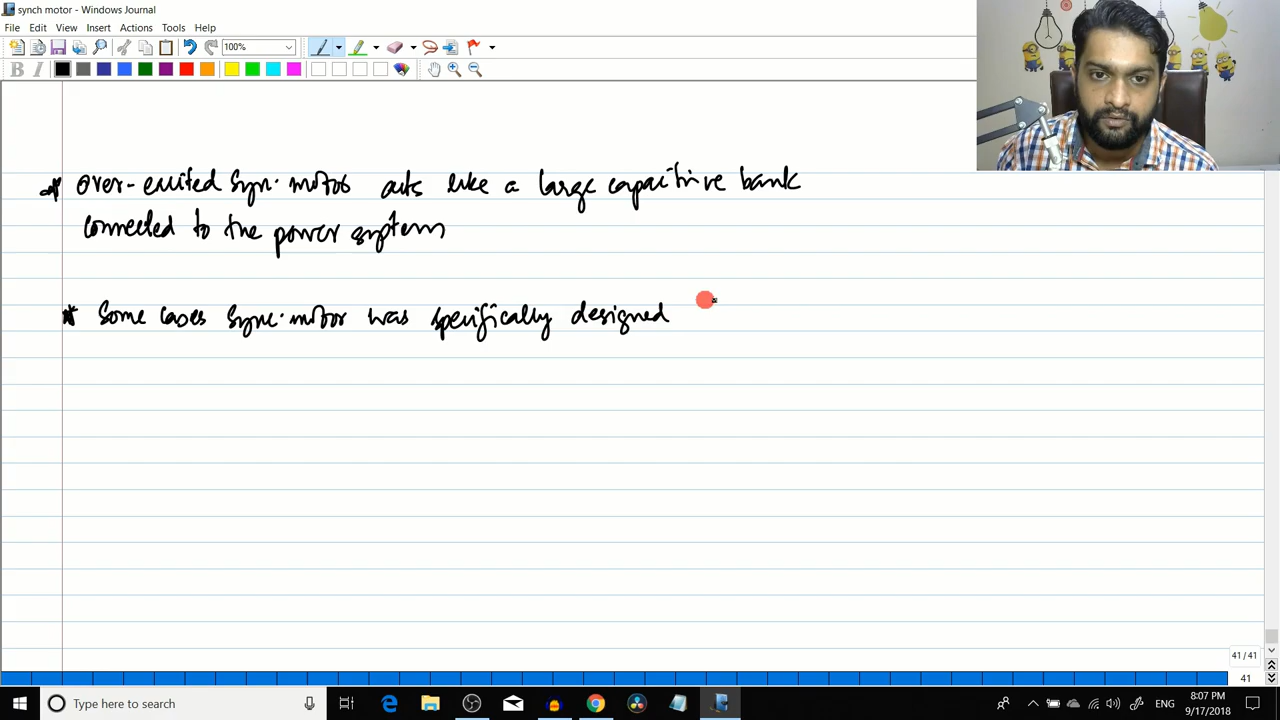 synch motor - Windows Journal
File Edit View Insert Actions Tools Help
100%
B I
Over-excited Syn. motor acts like a large capacitive bank
connected to the power system
* Some cases Sync. motor was specifically designed
41 / 41
41
Type here to search
ENG
8:07 PM
9/17/2018